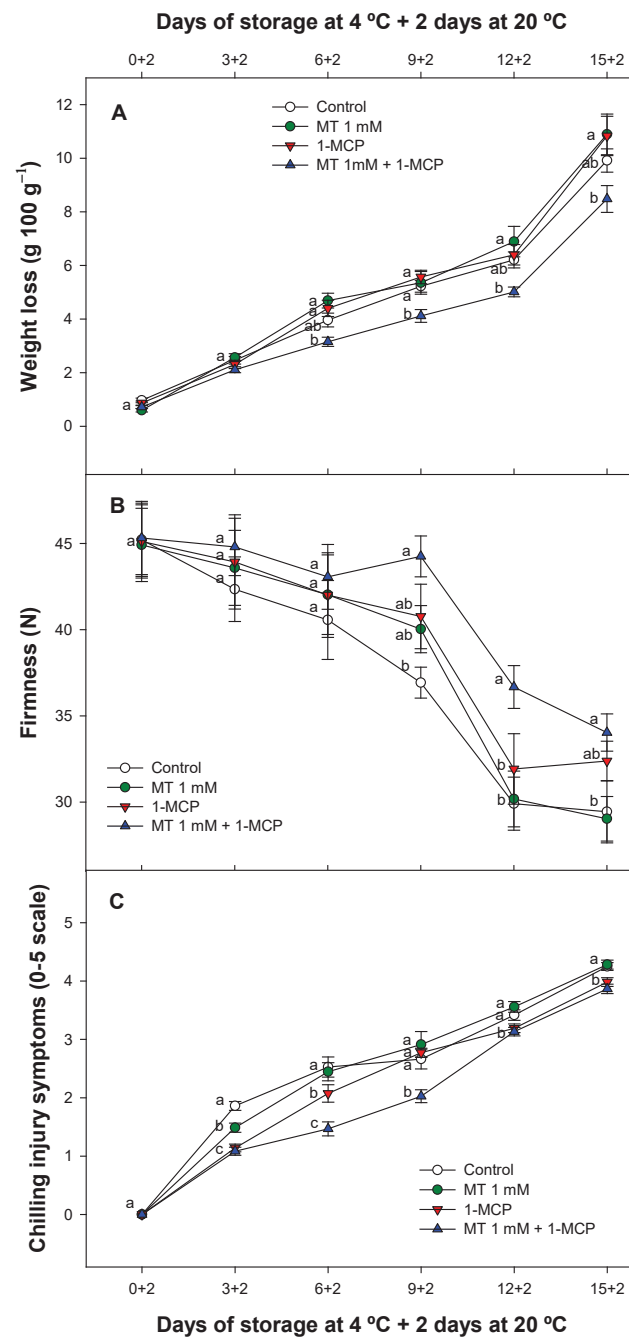 Days of storage at 4 ºC + 2 days at 20 ºC
0+2 3+2 6+2 9+2 12+2 15+2
A
Weight loss (g 100 g⁻¹)
12
10
8
6
4
2
0
Control
MT 1 mM
1-MCP
MT 1mM + 1-MCP
a
a
a
a
ab
b
a
a
b
a
ab
b
a
ab
b
B
Firmness (N)
45
40
35
30
Control
MT 1 mM
1-MCP
MT 1 mM + 1-MCP
a
a
a
a
a
a
a
a
ab
ab
b
a
b
b
a
ab
b
C
Chilling injury symptoms (0-5 scale)
5
4
3
2
1
0
Control
MT 1 mM
1-MCP
MT 1 mM + 1-MCP
a
a
b
c
a
b
c
a
a
a
b
a
a
b
a
b
0+2 3+2 6+2 9+2 12+2 15+2
Days of storage at 4 ºC + 2 days at 20 ºC